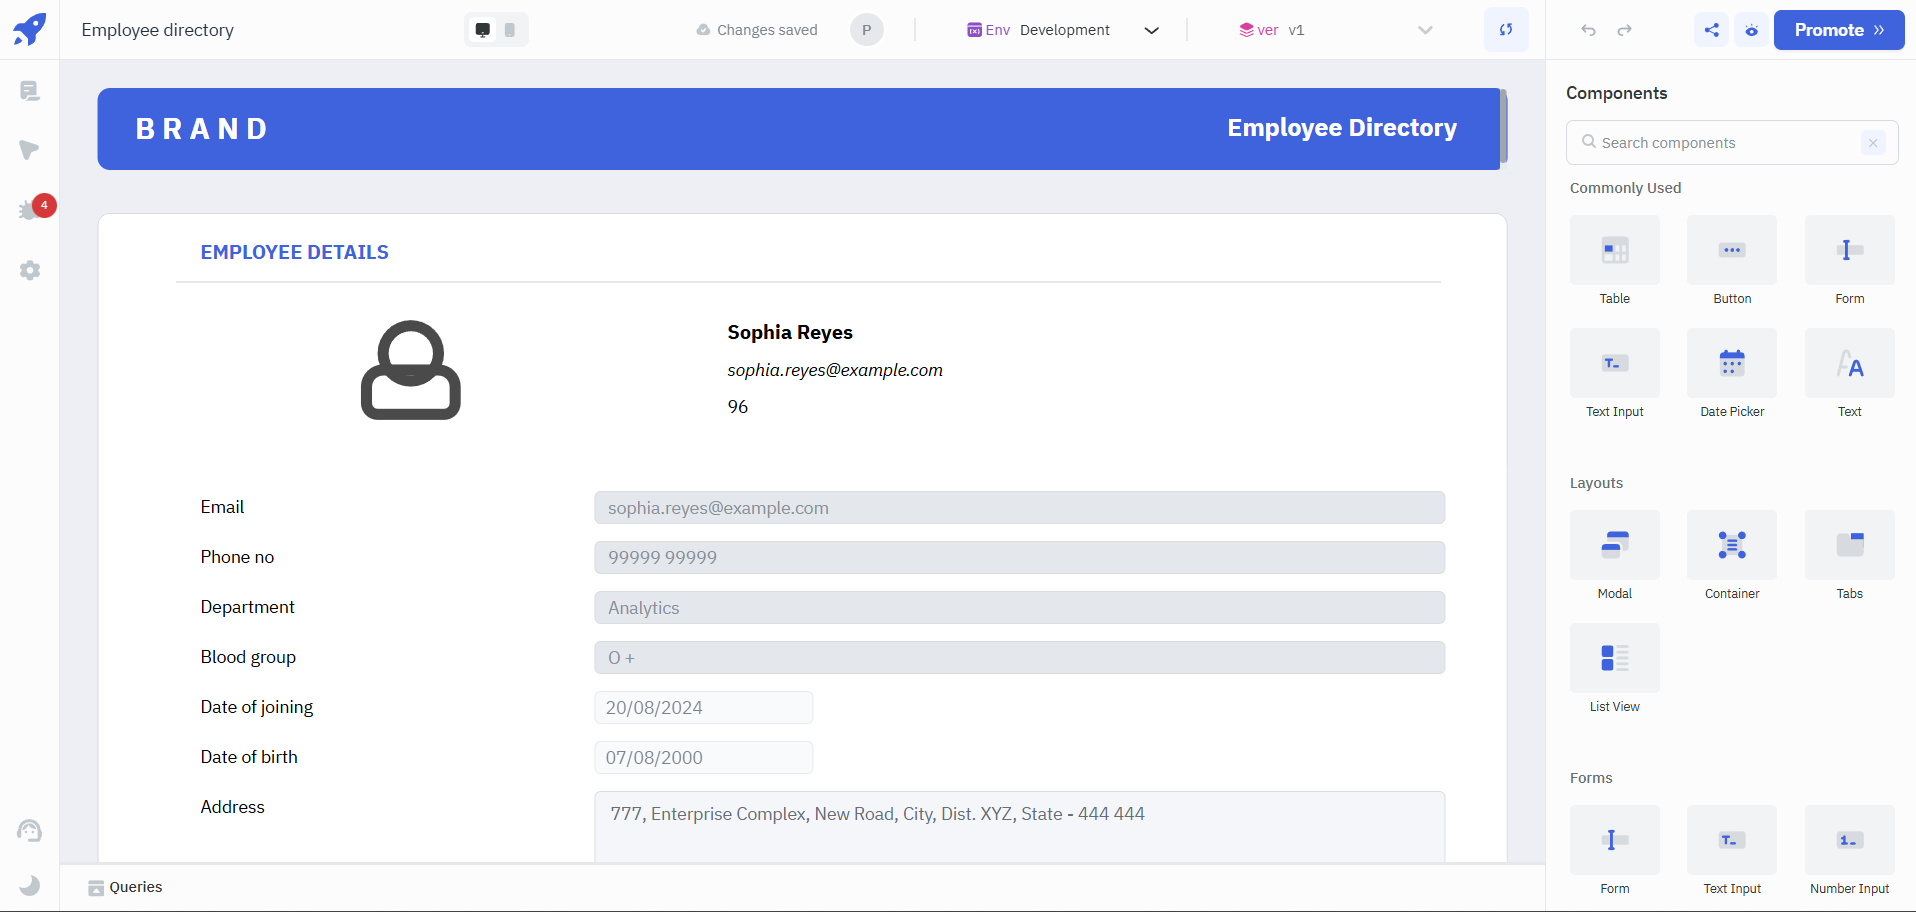 Employee directory
Changes saved
P
Env Development
ver v1
Promote
4
BRAND
Employee Directory
EMPLOYEE DETAILS
Sophia Reyes
sophia.reyes@example.com
96
Email
sophia.reyes@example.com
Phone no
99999 99999
Department
Analytics
Blood group
O +
Date of joining
20/08/2024
Date of birth
07/08/2000
Address
777, Enterprise Complex, New Road, City, Dist. XYZ, State - 444 444
Queries
Components
Search components
Commonly Used
Table Button Form
Text Input Date Picker Text
Layouts
Modal Container Tabs
List View
Forms
Form Text Input Number Input